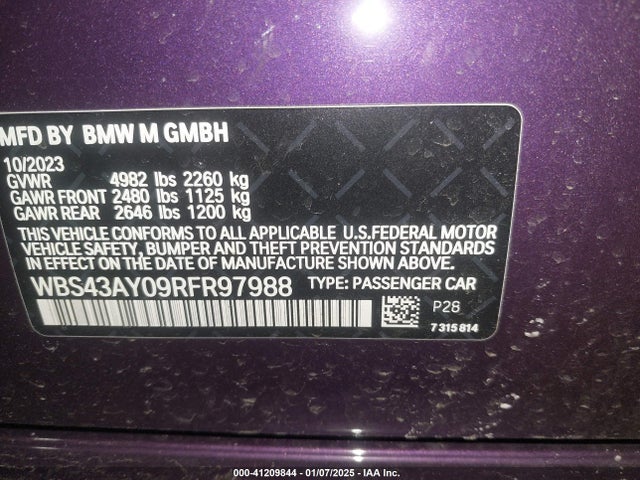 MFD BY BMW M GMBH
10/2023
GVWR 4982 lbs 2260 kg
GAWR FRONT 2480 lbs 1125 kg
GAWR REAR 2646 lbs 1200 kg
THIS VEHICLE CONFORMS TO ALL APPLICABLE U.S.FEDERAL MOTOR
VEHICLE SAFETY, BUMPER AND THEFT PREVENTION STANDARDS
IN EFFECT ON THE DATE OF MANUFACTURE SHOWN ABOVE.
WBS43AY09RFR97988 TYPE: PASSENGER CAR
P28
7 315 814
000-41209844 - 01/07/2025 - IAA Inc.